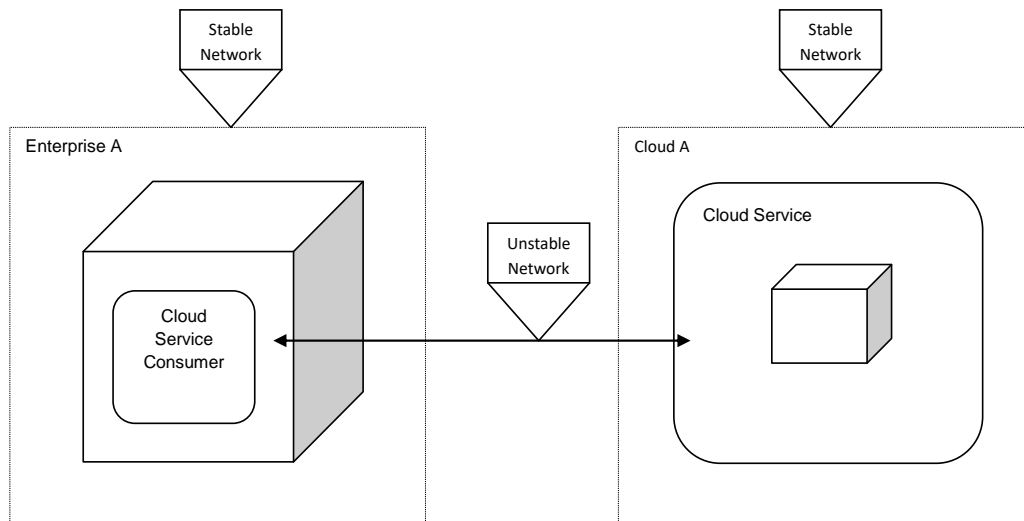 Stable
Network
Stable
Network
Enterprise A
Cloud A
Cloud Service
Unstable
Network
Cloud
Service
Consumer